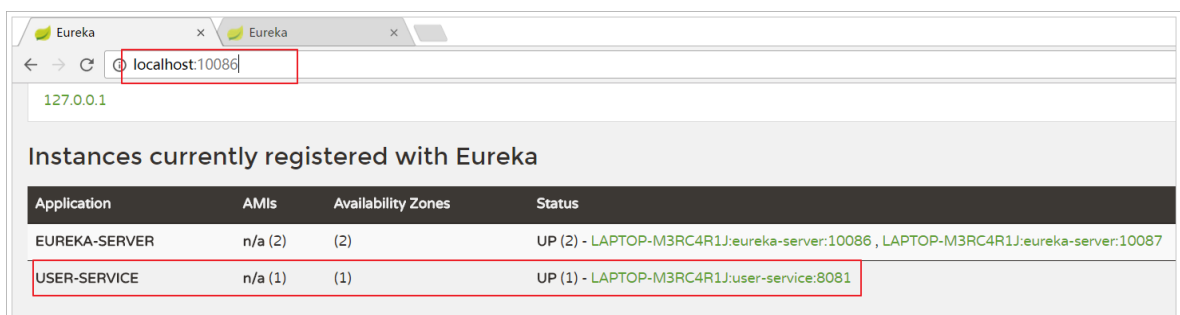 Eureka Eureka
localhost:10086
127.0.0.1
Instances currently registered with Eureka
Application AMIs Availability Zones Status
EUREKA-SERVER n/a (2) (2) UP (2) - LAPTOP-M3RC4R1J:eureka-server:10086 , LAPTOP-M3RC4R1J:eureka-server:10087
USER-SERVICE n/a (1) (1) UP (1) - LAPTOP-M3RC4R1J:user-service:8081